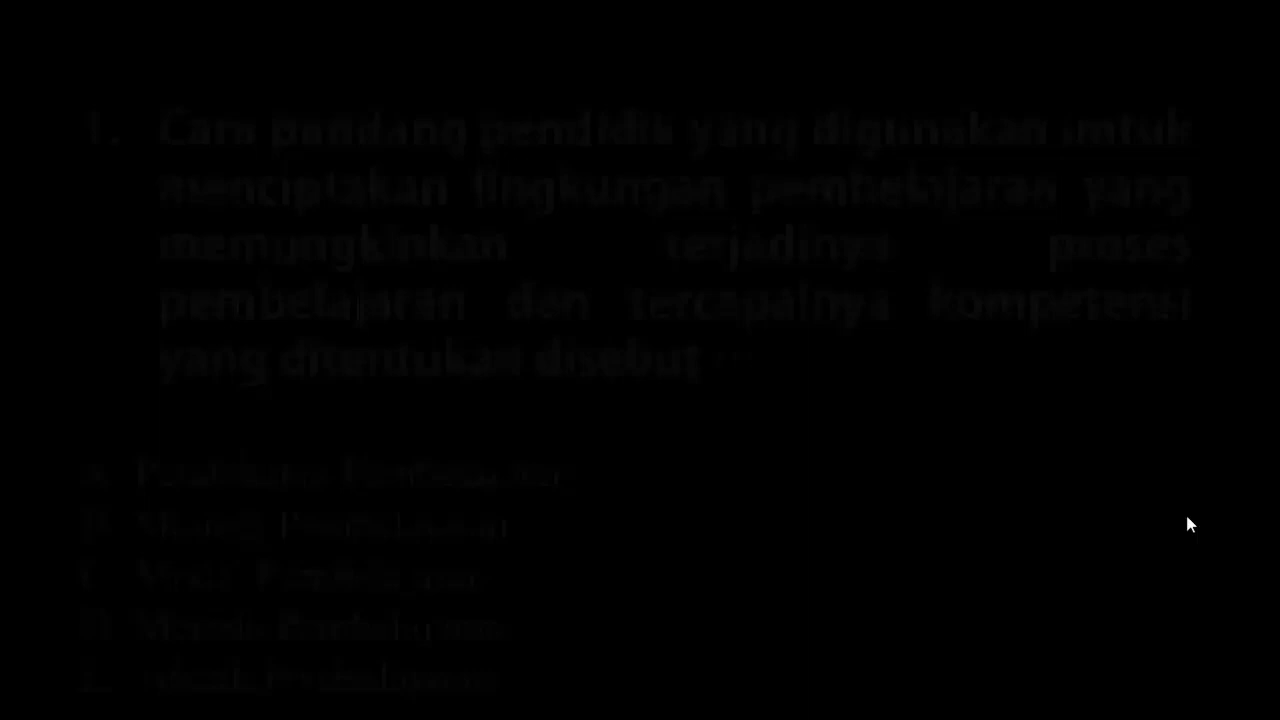 1. Cara pandang pendidik yang digunakan untuk
menciptakan lingkungan pembelajaran yang
memungkinkan terjadinya proses
pembelajaran dan tercapainya kompetensi
yang ditentukan disebut ...
A. Pendekatan Pembelajaran
B. Strategi Pembelajaran
C. Model Pembelajaran
D. Metode Pembelajaran
E. Pembelajaran